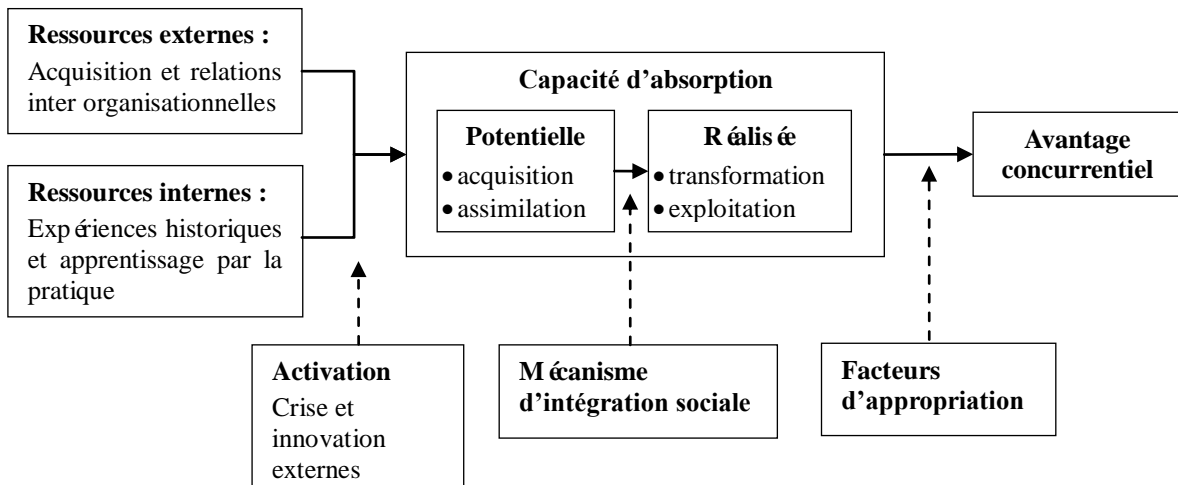 Ressources externes :
Acquisition et relations
inter organisationnelles
Ressources internes :
Expériences historiques
et apprentissage par la
pratique
Capacité d’absorption
Potentielle
• acquisition
• assimilation
Réalisée
• transformation
• exploitation
Avantage
concurrentiel
Activation
Crise et
innovation
externes
Mécanisme
d’intégration sociale
Facteurs
d’appropriation